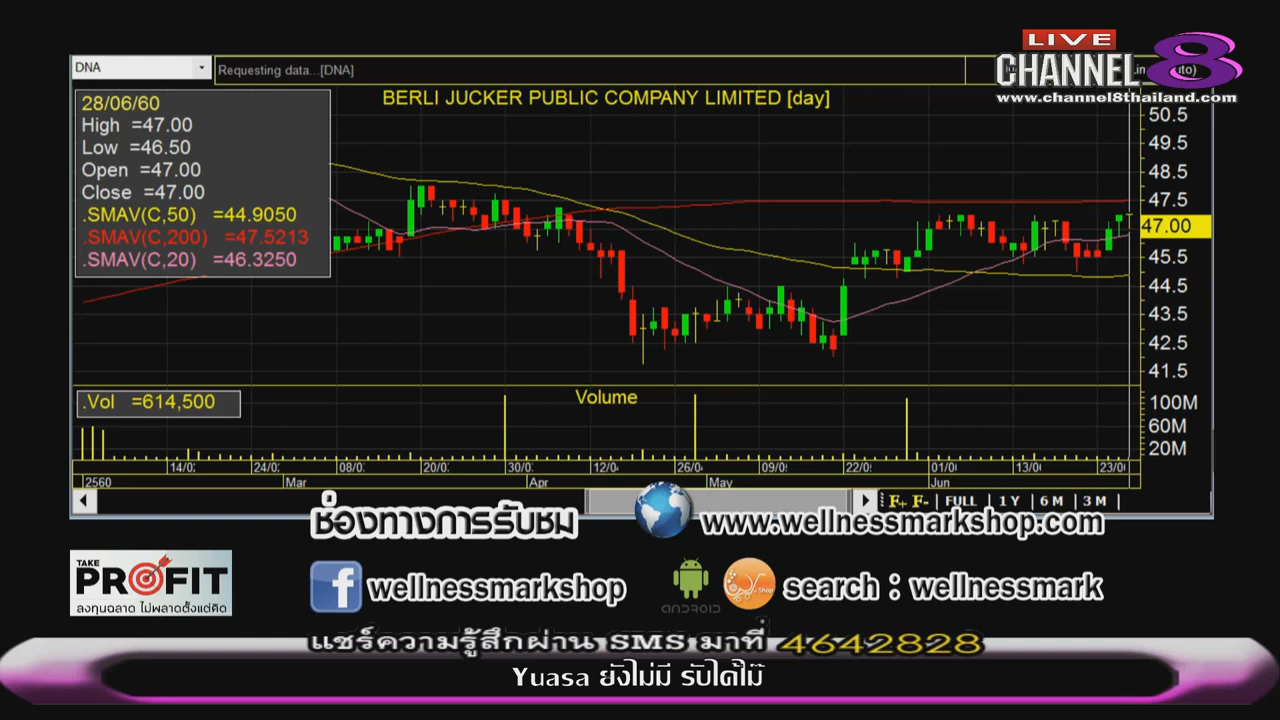 LIVE
CHANNEL 8
www.channel8thailand.com
DNA
Requesting data...[DNA]
BERLI JUCKER PUBLIC COMPANY LIMITED [day]
28/06/60
High =47.00
Low =46.50
Open =47.00
Close =47.00
.SMAV(C,50) =44.9050
.SMAV(C,200) =47.5213
.SMAV(C,20) =46.3250
50.5
49.5
48.5
47.5
47.00
45.5
44.5
43.5
42.5
41.5
.Vol =614,500
Volume
100M
60M
20M
14/0 24/0 08/0 20/0 30/0 12/0 26/0 09/0 22/0 01/0 13/0 23/0
2560 Mar Apr May Jun
F+ F- | FULL | 1 Y | 6 M | 3 M |
ช่องทางการรับชม
www.wellnessmarkshop.com
TAKE
PROFIT
ลงทุนฉลาด ไม่พลาดตั้งแต่คิด
wellnessmarkshop
ANDROID
Shop
search : wellnessmark
แชร์ความรู้สึกผ่าน SMS มาที่ 4642828
Yuasa ยังไม่มี รับได้ไม๊